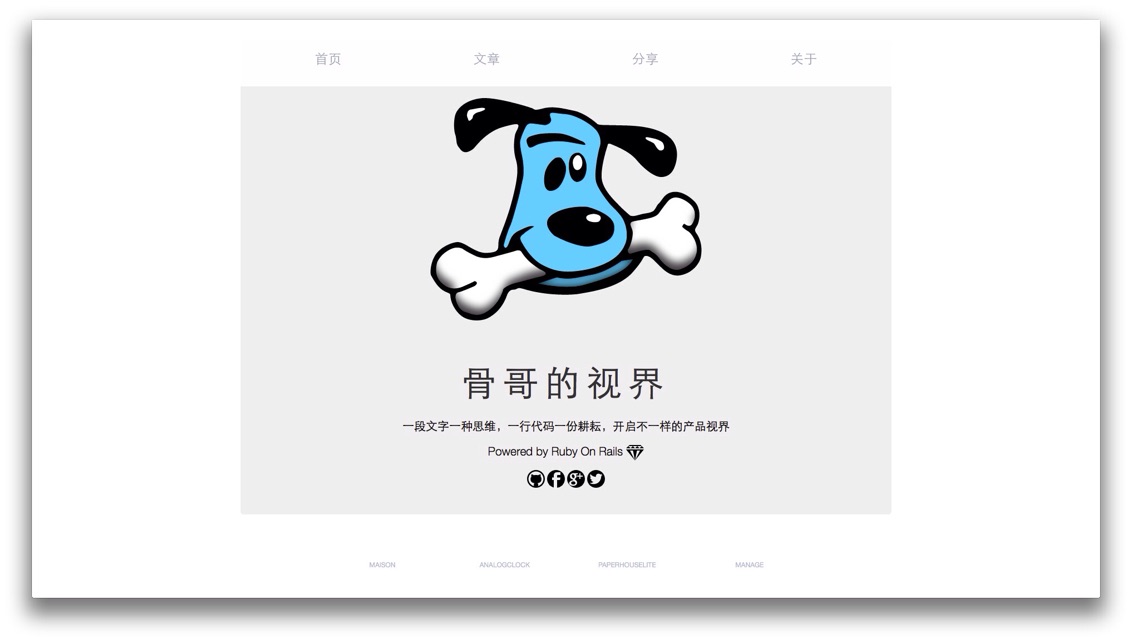 首页 文章 分享 关于
骨哥的视界
一段文字一种思维，一行代码一份耕耘，开启不一样的产品视界
Powered by Ruby On Rails
MAISON ANALOGCLOCK PAPERHOUSELITE MANAGE